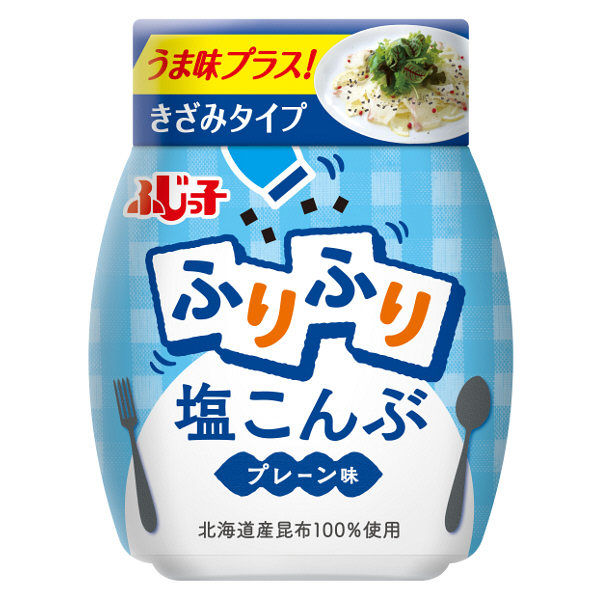 うま味プラス!
きざみタイプ
ふじっ子
ふりふり
塩こんぶ
プレーン味
北海道産昆布100%使用